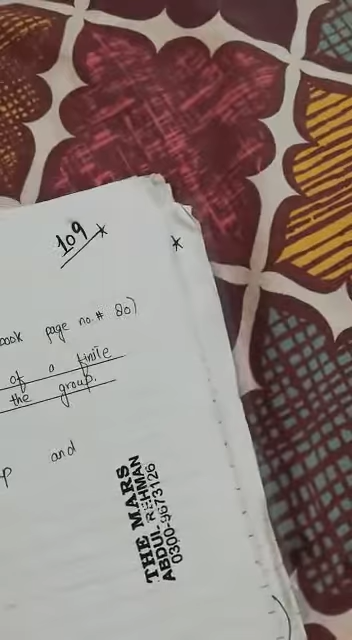 109 *
*
book page no. # 80)
of a finite
the group.
and
THE MARS
ABDUL REHMAN
0300-9673126